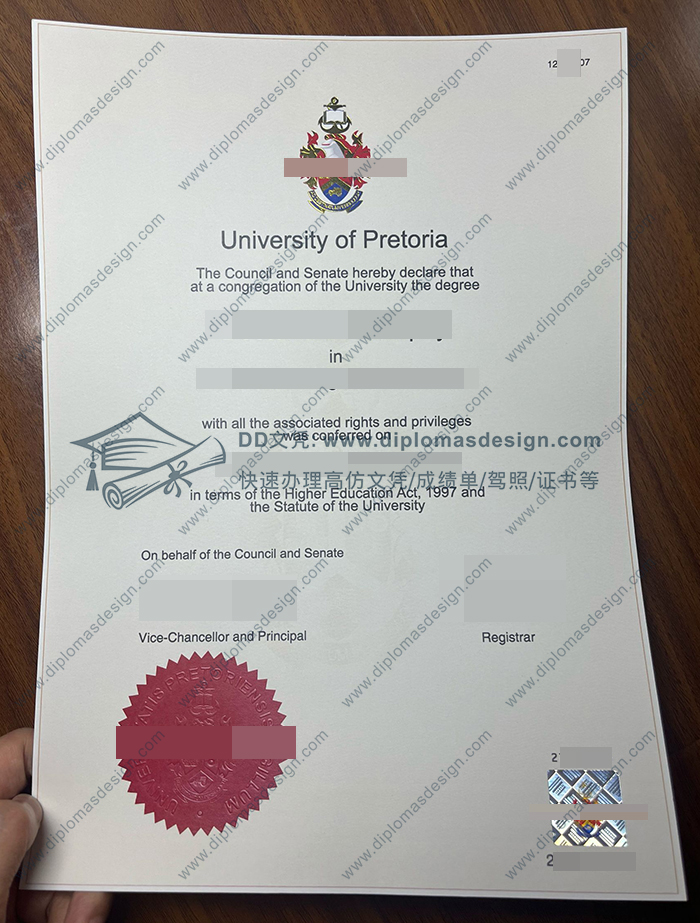 12 07
University of Pretoria
The Council and Senate hereby declare that
at a congregation of the University the degree
in
with all the associated rights and privileges
was conferred on
DD文凭: www.diplomasdesign.com
快速办理高仿文凭/成绩单/驾照/证书等
in terms of the Higher Education Act, 1997 and
the Statute of the University
On behalf of the Council and Senate
Vice-Chancellor and Principal
Registrar
2
2
www.diplomasdesign.com